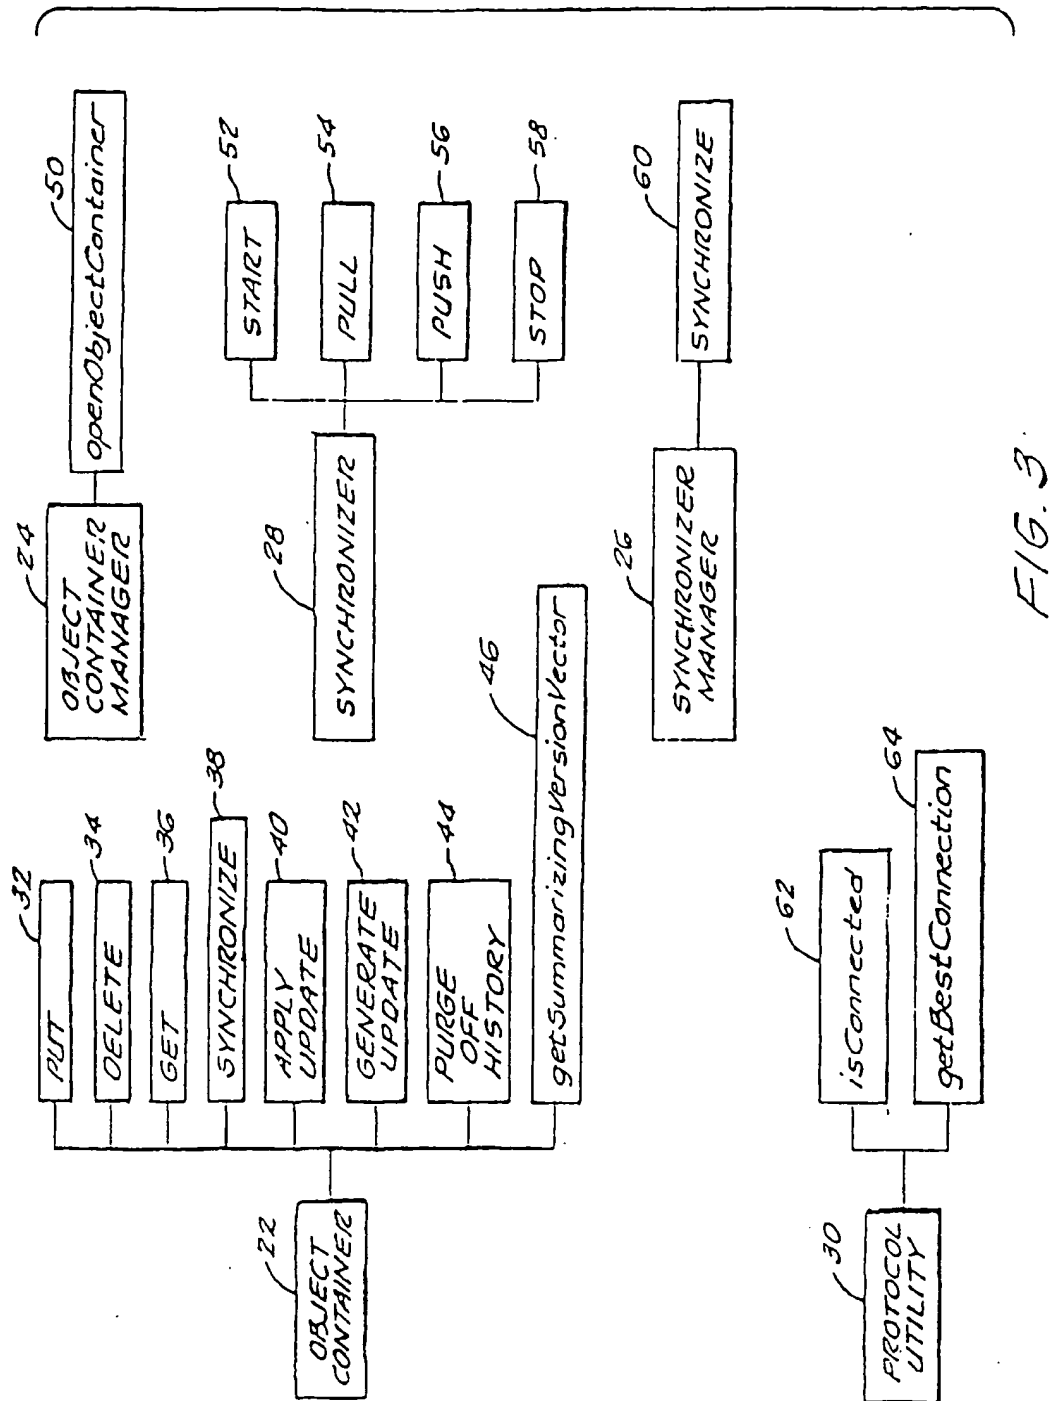 22
OBJECT
CONTAINER
32
PUT
34
DELETE
36
GET
38
SYNCHRONIZE
40
APPLY
UPDATE
42
GENERATE
UPDATE
44
PURGE
OFF
HISTORY
46
getSummarizingVersionVector
24
OBJECT
CONTAINER
MANAGER
50
openObjectContainer
28
SYNCHRONIZER
52
START
54
PULL
56
PUSH
58
STOP
26
SYNCHRONIZER
MANAGER
60
SYNCHRONIZE
30
PROTOCOL
UTILITY
62
isConnected
64
getBestConnection
FIG. 3